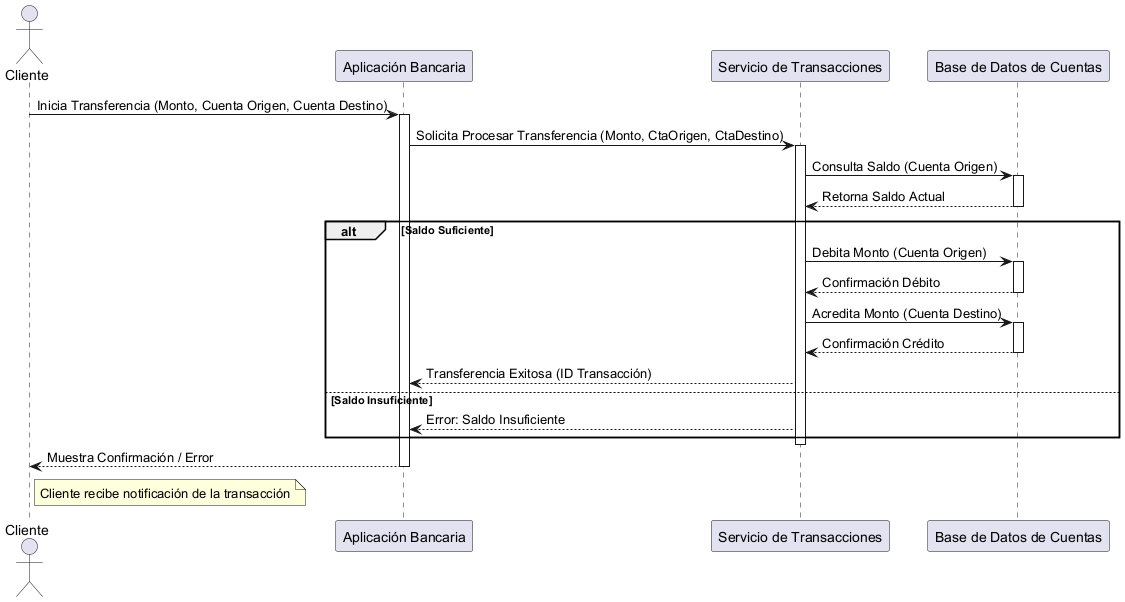 Cliente
Aplicación Bancaria
Servicio de Transacciones
Base de Datos de Cuentas
Inicia Transferencia (Monto, Cuenta Origen, Cuenta Destino)
Solicita Procesar Transferencia (Monto, CtaOrigen, CtaDestino)
Consulta Saldo (Cuenta Origen)
Retorna Saldo Actual
alt
[Saldo Suficiente]
Debita Monto (Cuenta Origen)
Confirmación Débito
Acredita Monto (Cuenta Destino)
Confirmación Crédito
Transferencia Exitosa (ID Transacción)
[Saldo Insuficiente]
Error: Saldo Insuficiente
Muestra Confirmación / Error
Cliente recibe notificación de la transacción
Cliente
Aplicación Bancaria
Servicio de Transacciones
Base de Datos de Cuentas